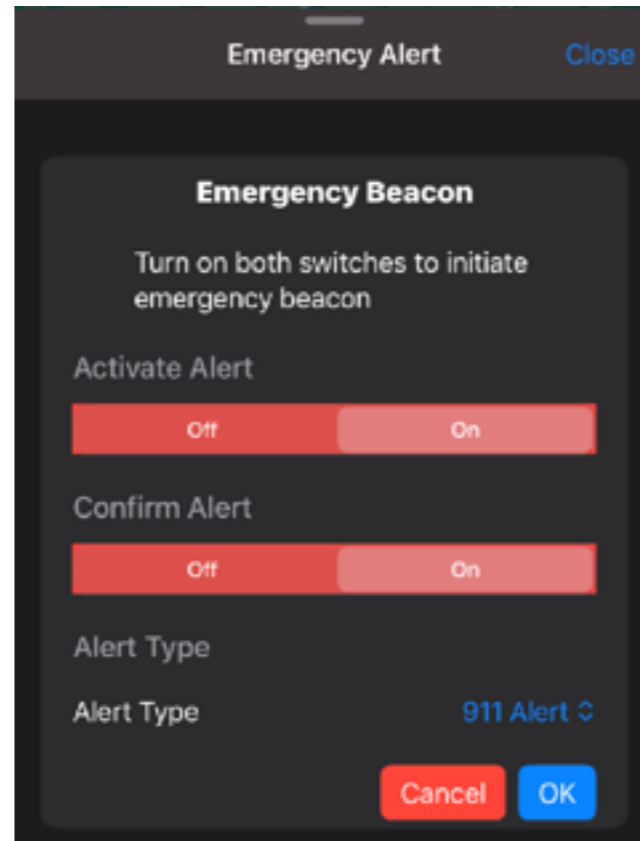 Emergency Alert
Close
Emergency Beacon
Turn on both switches to initiate
emergency beacon
Activate Alert
Off On
Confirm Alert
Off On
Alert Type
Alert Type 911 Alert
Cancel OK